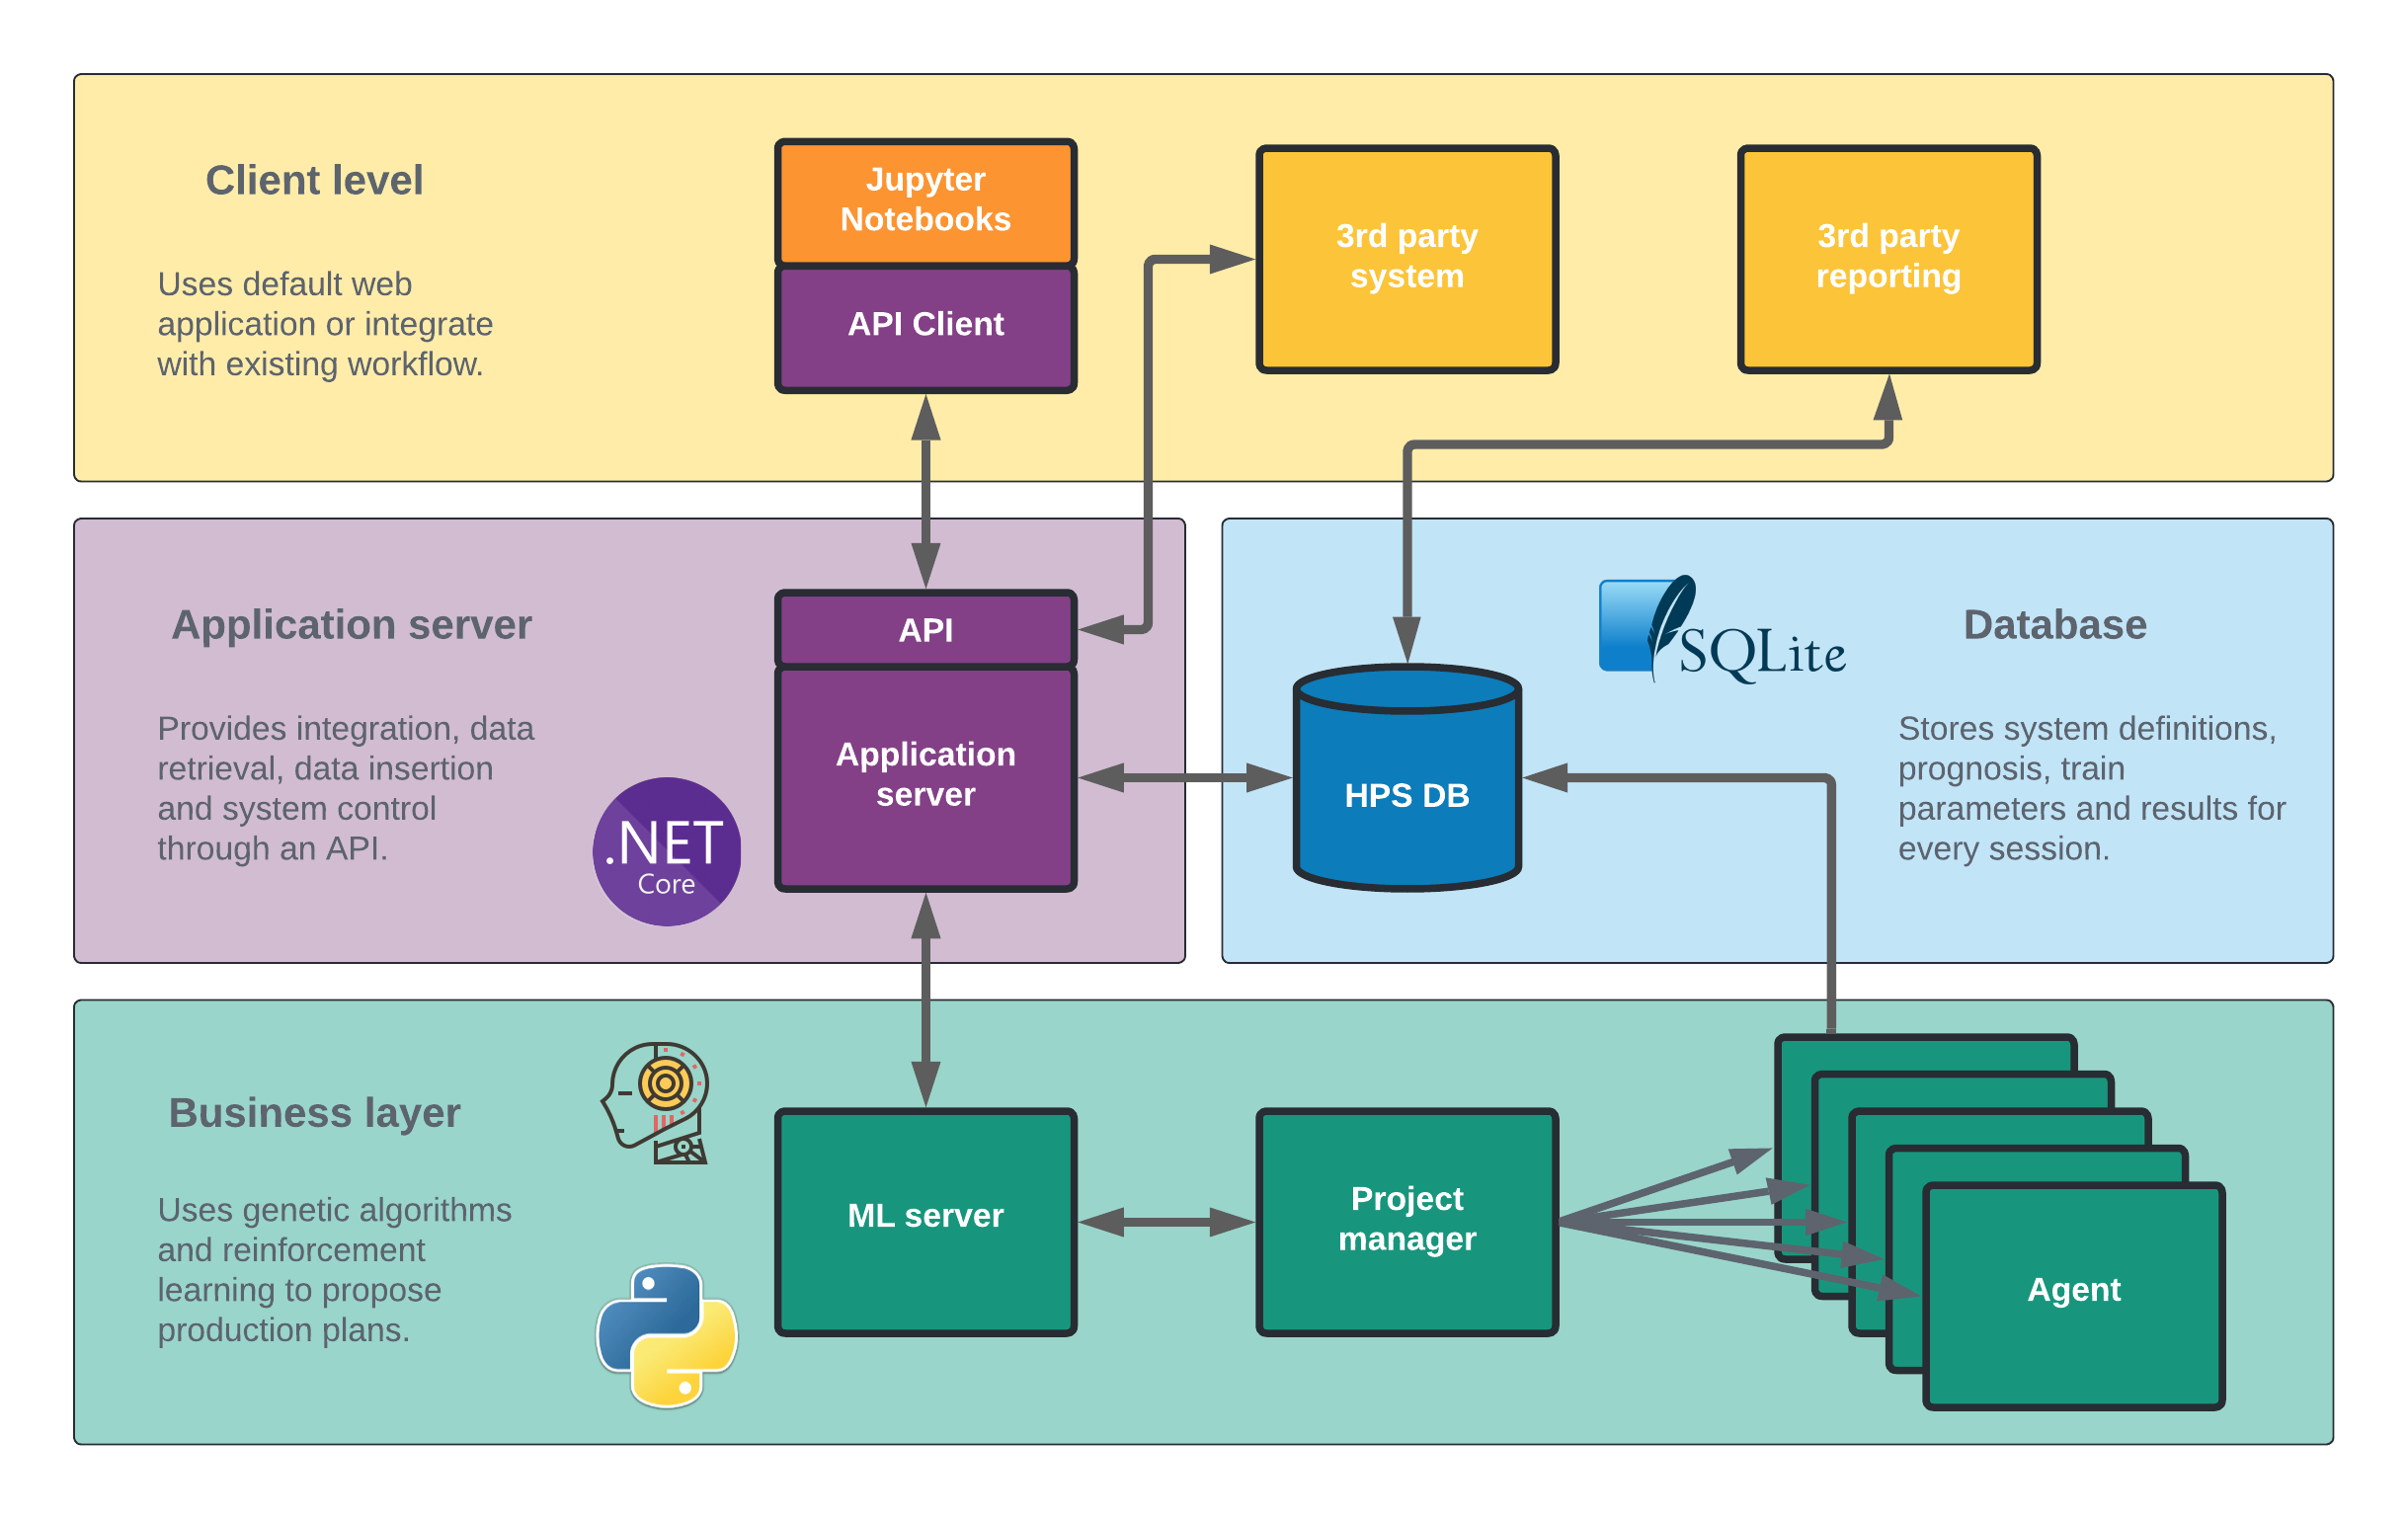 Client level
Uses default web
application or integrate
with existing workflow.
Jupyter
Notebooks
API Client
3rd party
system
3rd party
reporting
Application server
Provides integration, data
retrieval, data insertion
and system control
through an API.
.NET
Core
API
Application
server
SQLite
HPS DB
Database
Stores system definitions,
prognosis, train
parameters and results for
every session.
Business layer
Uses genetic algorithms
and reinforcement
learning to propose
production plans.
ML server
Project
manager
Agent